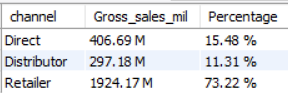 channel Gross_sales_mil Percentage
Direct 406.69 M 15.48 %
Distributor 297.18 M 11.31 %
Retailer 1924.17 M 73.22 %